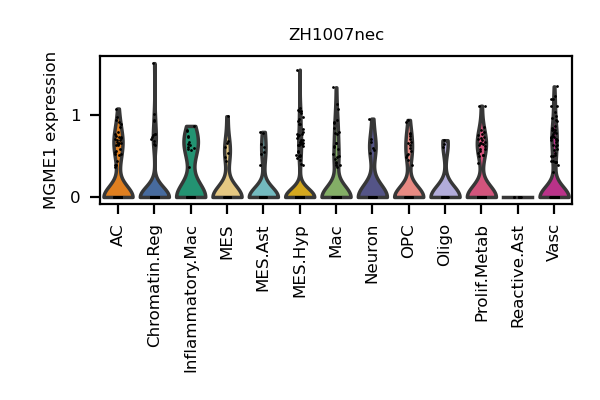 ZH1007nec
MGME1 expression
1
0
AC
Chromatin.Reg
Inflammatory.Mac
MES
MES.Ast
MES.Hyp
Mac
Neuron
OPC
Oligo
Prolif.Metab
Reactive.Ast
Vasc